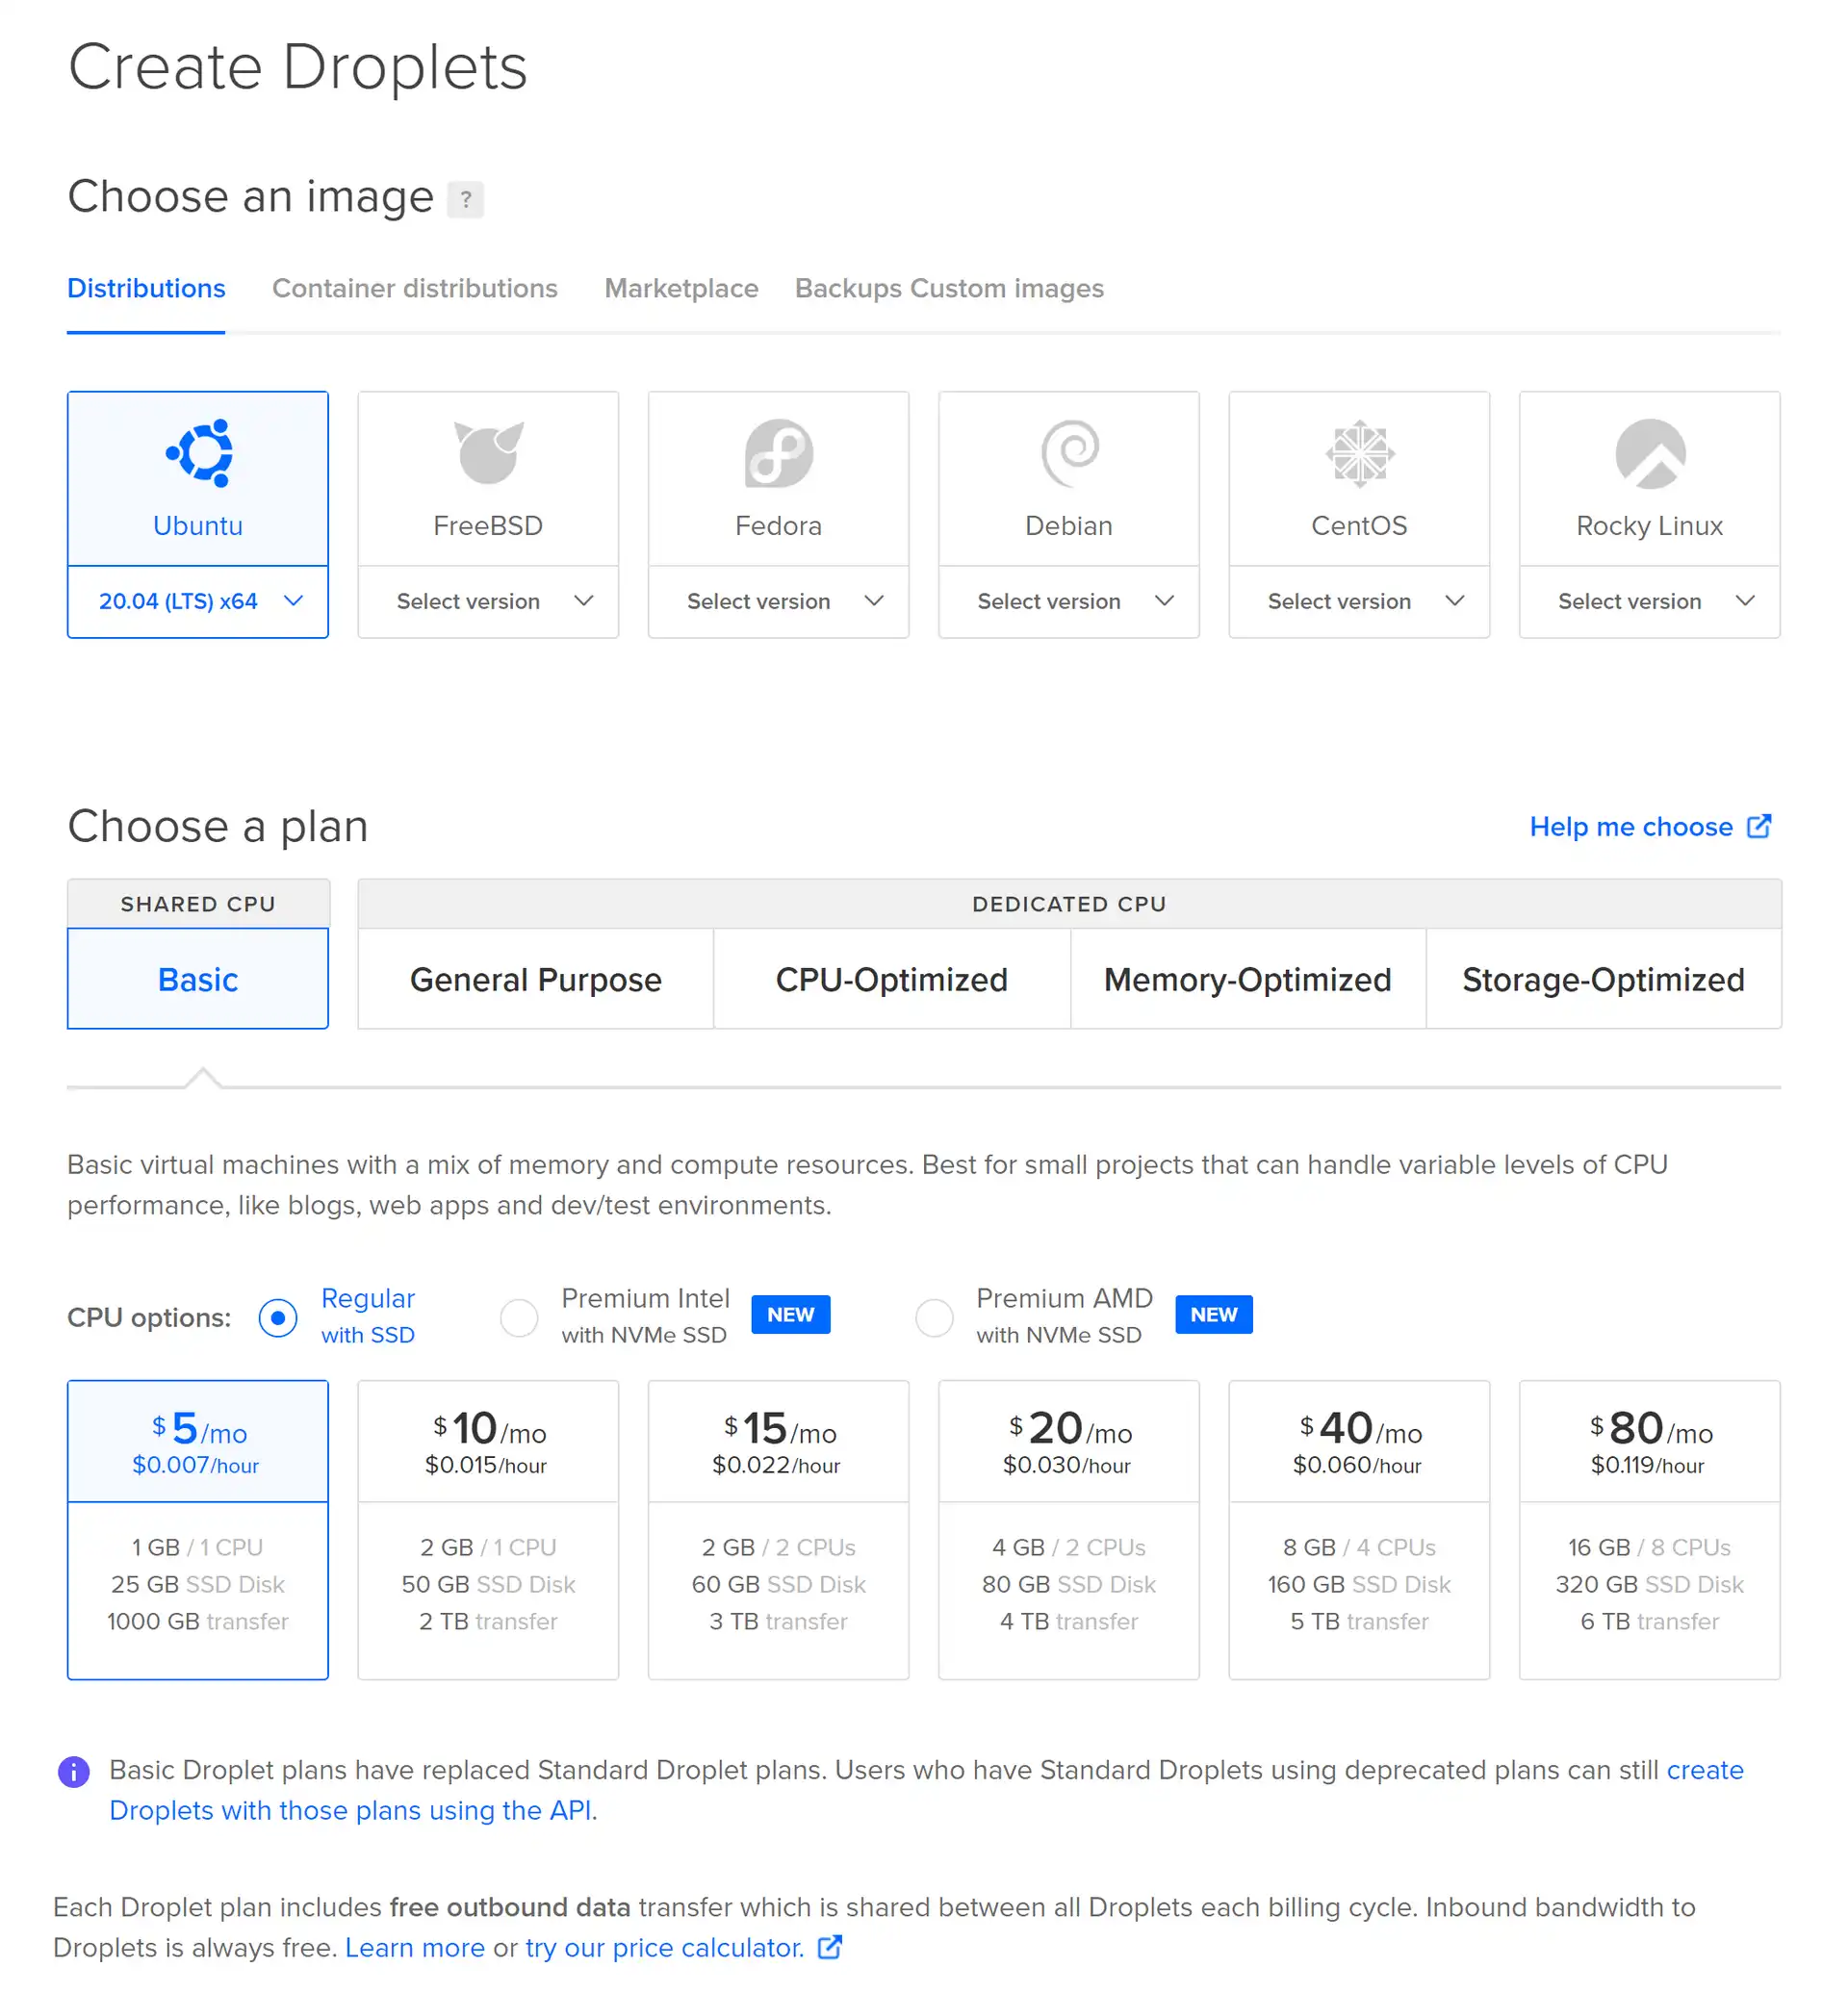 Create Droplets
Choose an image ?
Distributions Container distributions Marketplace Backups Custom images
Ubuntu FreeBSD Fedora Debian CentOS Rocky Linux
20.04 (LTS) x64 Select version Select version Select version Select version Select version
Choose a plan Help me choose
SHARED CPU DEDICATED CPU
Basic General Purpose CPU-Optimized Memory-Optimized Storage-Optimized
Basic virtual machines with a mix of memory and compute resources. Best for small projects that can handle variable levels of CPU
performance, like blogs, web apps and dev/test environments.
CPU options: Regular with SSD Premium Intel with NVMe SSD NEW Premium AMD with NVMe SSD NEW
$5/mo $10/mo $15/mo $20/mo $40/mo $80/mo
$0.007/hour $0.015/hour $0.022/hour $0.030/hour $0.060/hour $0.119/hour
1 GB / 1 CPU 2 GB / 1 CPU 2 GB / 2 CPUs 4 GB / 2 CPUs 8 GB / 4 CPUs 16 GB / 8 CPUs
25 GB SSD Disk 50 GB SSD Disk 60 GB SSD Disk 80 GB SSD Disk 160 GB SSD Disk 320 GB SSD Disk
1000 GB transfer 2 TB transfer 3 TB transfer 4 TB transfer 5 TB transfer 6 TB transfer
Basic Droplet plans have replaced Standard Droplet plans. Users who have Standard Droplets using deprecated plans can still create
Droplets with those plans using the API.
Each Droplet plan includes free outbound data transfer which is shared between all Droplets each billing cycle. Inbound bandwidth to
Droplets is always free. Learn more or try our price calculator.